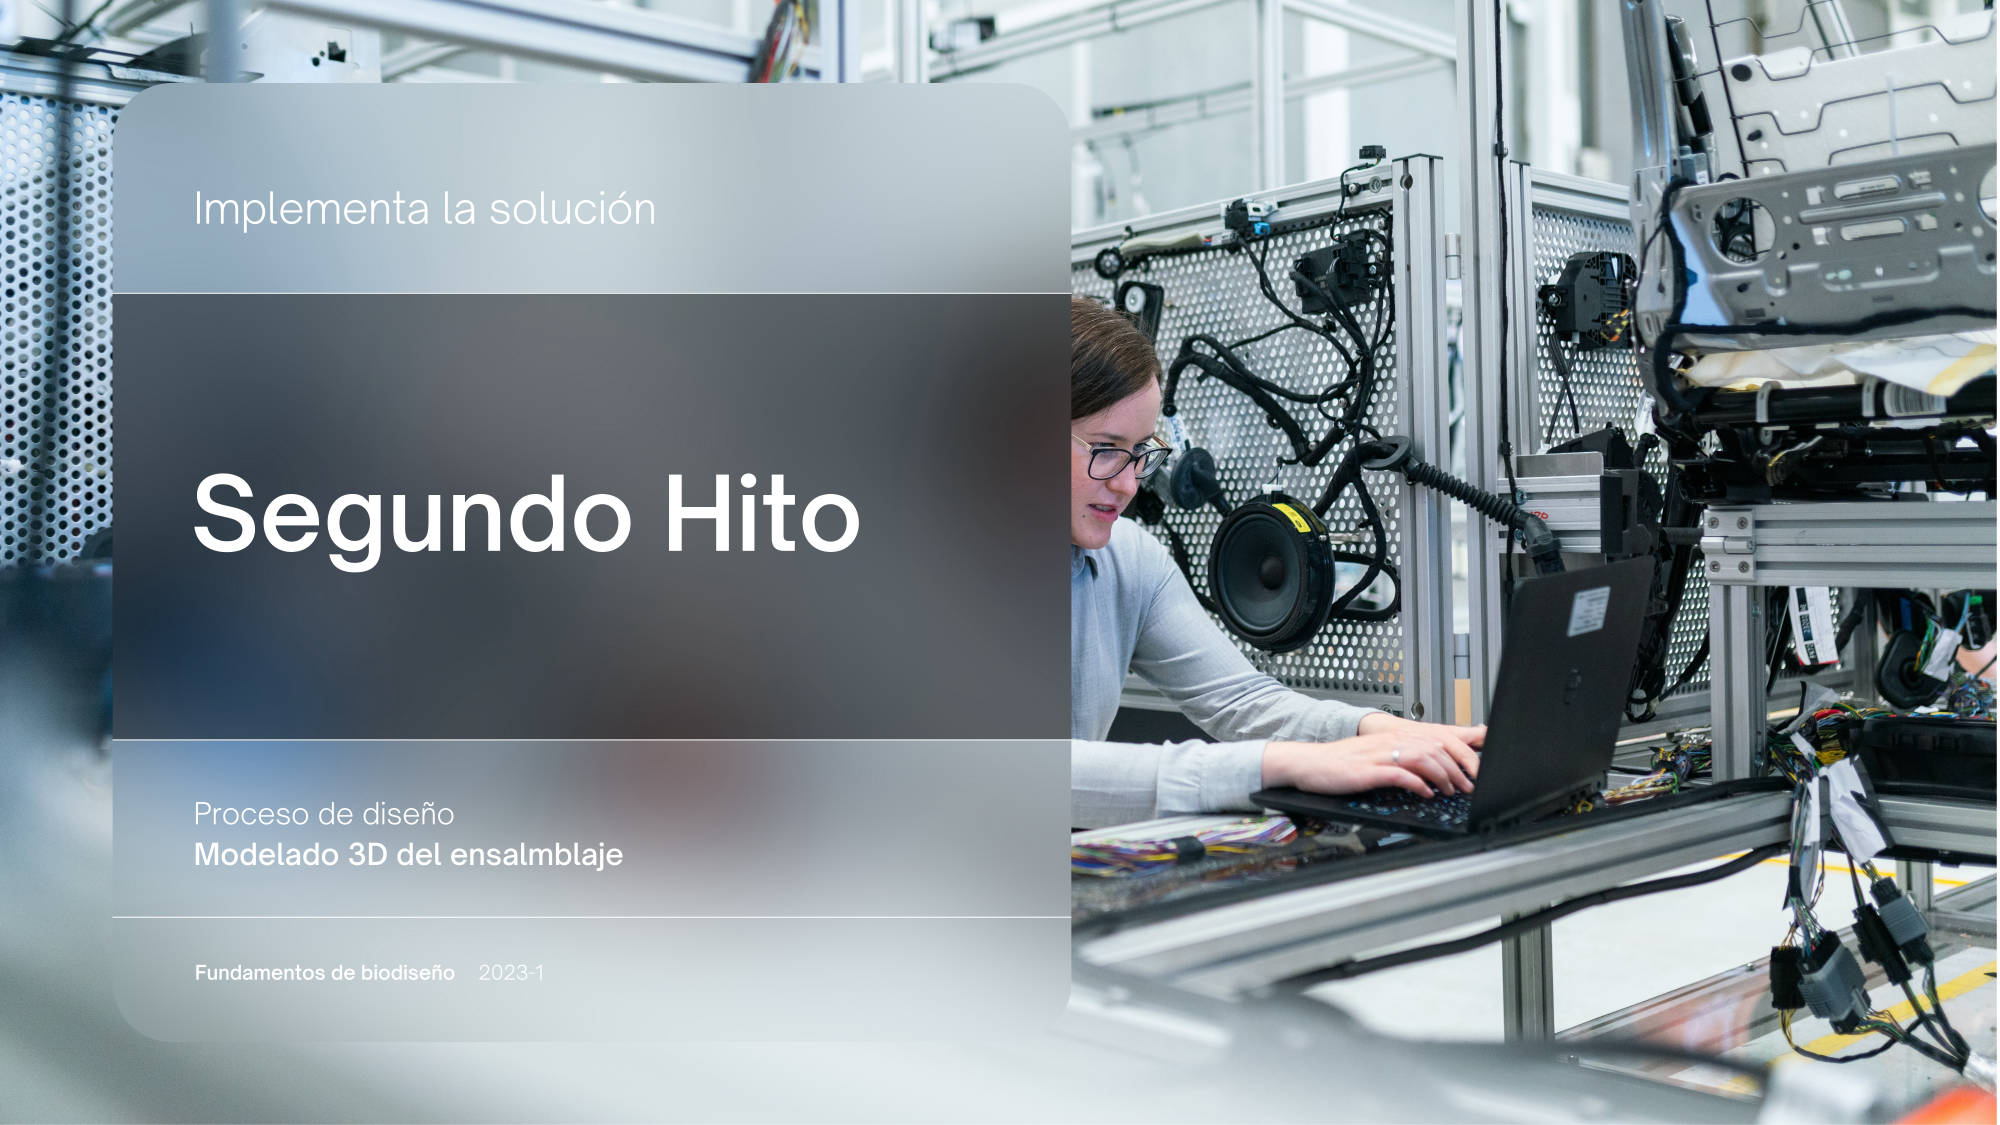 Implementa la solución
Segundo Hito
Proceso de diseño
Modelado 3D del ensalmblaje
Fundamentos de biodiseño 2023-1